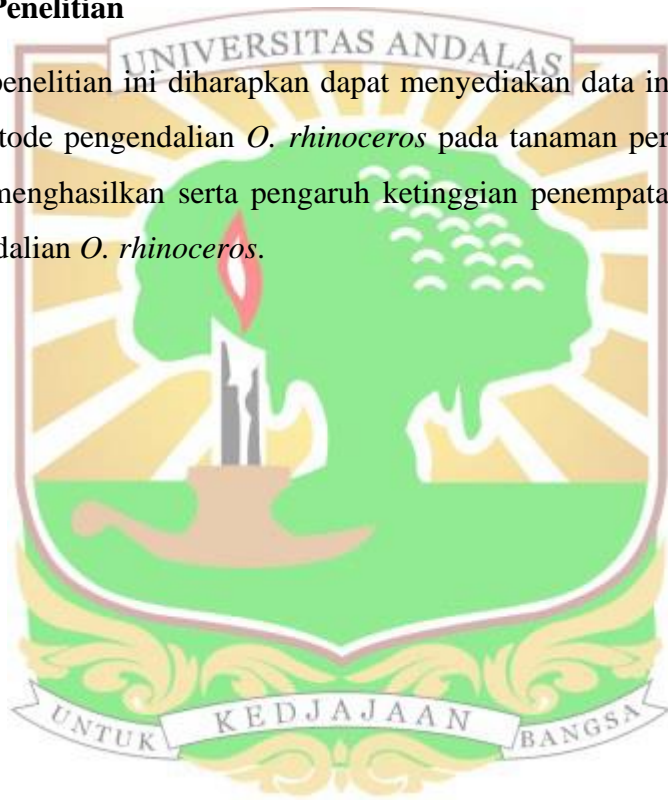 Penelitian
UNIVERSITAS ANDALAS
penelitian ini diharapkan dapat menyediakan data in
tode pengendalian O. rhinoceros pada tanaman per
menghasilkan serta pengaruh ketinggian penempata
dalian O. rhinoceros.
UNTUK KEDJAJAAN BANGSA